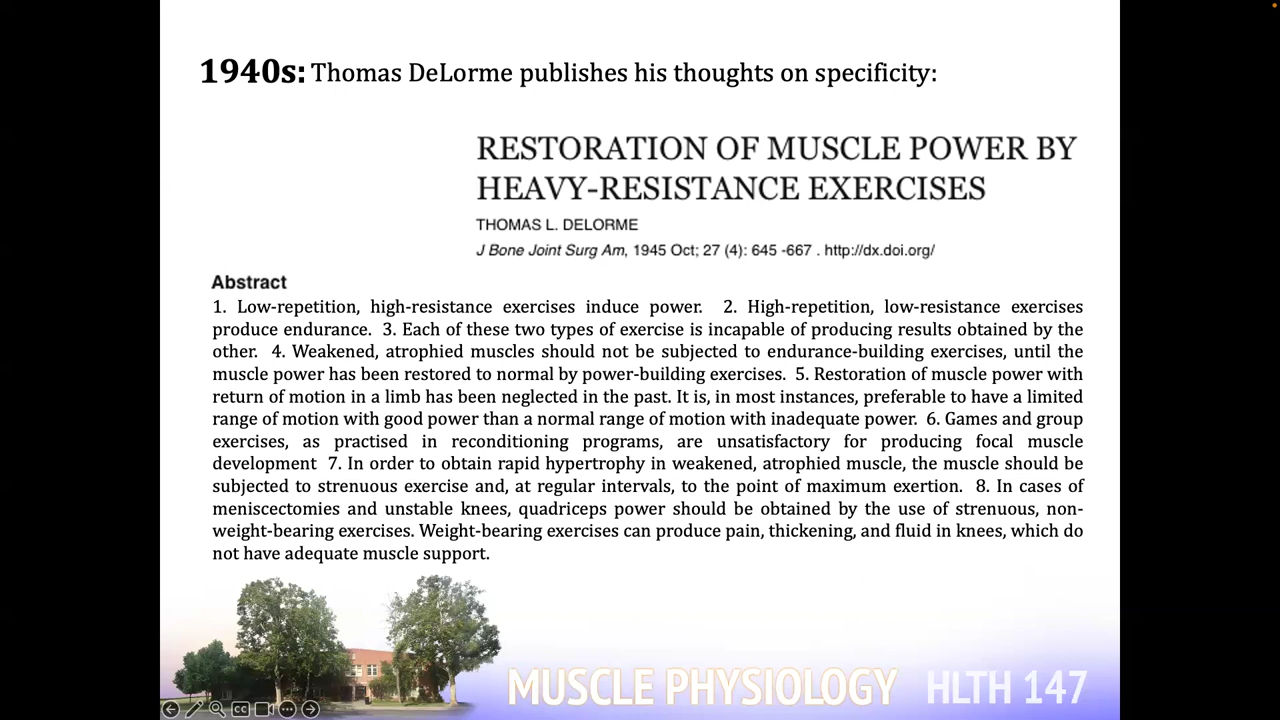 1940s: Thomas DeLorme publishes his thoughts on specificity:
RESTORATION OF MUSCLE POWER BY
HEAVY-RESISTANCE EXERCISES
THOMAS L. DELORME
J Bone Joint Surg Am, 1945 Oct; 27 (4): 645 -667 . http://dx.doi.org/
Abstract
1. Low-repetition, high-resistance exercises induce power. 2. High-repetition, low-resistance exercises
produce endurance. 3. Each of these two types of exercise is incapable of producing results obtained by the
other. 4. Weakened, atrophied muscles should not be subjected to endurance-building exercises, until the
muscle power has been restored to normal by power-building exercises. 5. Restoration of muscle power with
return of motion in a limb has been neglected in the past. It is, in most instances, preferable to have a limited
range of motion with good power than a normal range of motion with inadequate power. 6. Games and group
exercises, as practised in reconditioning programs, are unsatisfactory for producing focal muscle
development 7. In order to obtain rapid hypertrophy in weakened, atrophied muscle, the muscle should be
subjected to strenuous exercise and, at regular intervals, to the point of maximum exertion. 8. In cases of
meniscectomies and unstable knees, quadriceps power should be obtained by the use of strenuous, non-
weight-bearing exercises. Weight-bearing exercises can produce pain, thickening, and fluid in knees, which do
not have adequate muscle support.
MUSCLE PHYSIOLOGY HLTH 147
CC